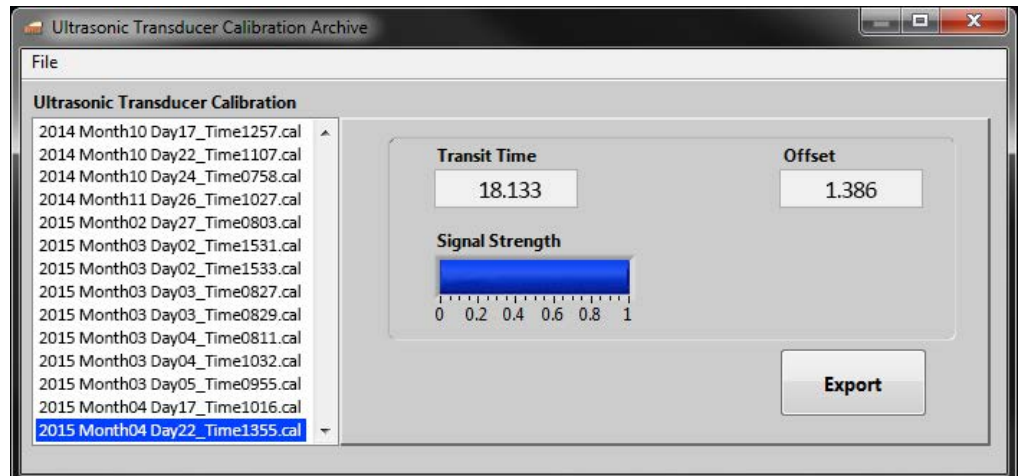 Ultrasonic Transducer Calibration Archive
File
Ultrasonic Transducer Calibration
2014 Month10 Day17_Time1257.cal
2014 Month10 Day22_Time1107.cal
2014 Month10 Day24_Time0758.cal
2014 Month11 Day26_Time1027.cal
2015 Month02 Day27_Time0803.cal
2015 Month03 Day02_Time1531.cal
2015 Month03 Day02_Time1533.cal
2015 Month03 Day03_Time0827.cal
2015 Month03 Day03_Time0829.cal
2015 Month03 Day04_Time0811.cal
2015 Month03 Day04_Time1032.cal
2015 Month03 Day05_Time0955.cal
2015 Month04 Day17_Time1016.cal
2015 Month04 Day22_Time1355.cal
Transit Time
18.133
Offset
1.386
Signal Strength
0 0.2 0.4 0.6 0.8 1
Export